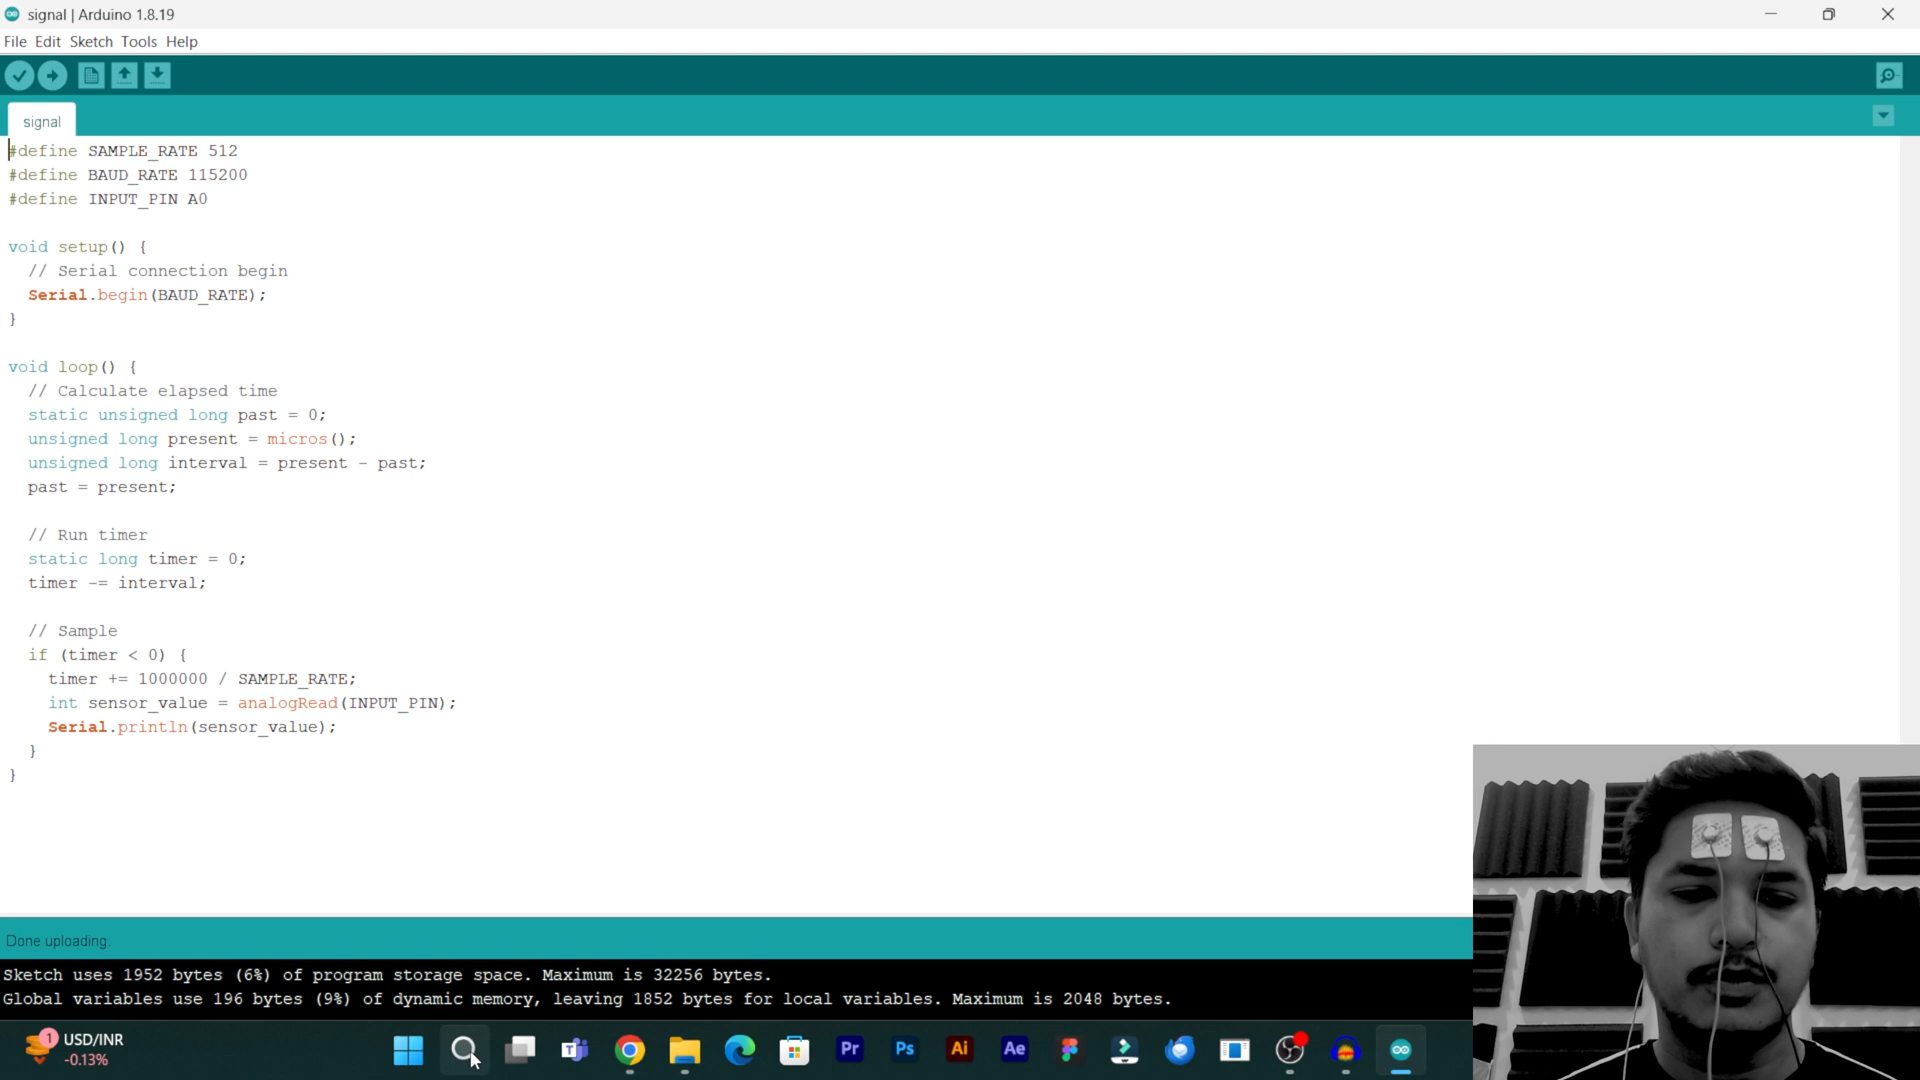 signal | Arduino 1.8.19
File Edit Sketch Tools Help
signal
#define SAMPLE_RATE 512
#define BAUD_RATE 115200
#define INPUT_PIN A0
void setup() {
// Serial connection begin
Serial.begin(BAUD_RATE);
}
void loop() {
// Calculate elapsed time
static unsigned long past = 0;
unsigned long present = micros();
unsigned long interval = present - past;
past = present;
// Run timer
static long timer = 0;
timer -= interval;
// Sample
if (timer < 0) {
timer += 1000000 / SAMPLE_RATE;
int sensor_value = analogRead(INPUT_PIN);
Serial.println(sensor_value);
}
}
Done uploading.
Sketch uses 1952 bytes (6%) of program storage space. Maximum is 32256 bytes.
Global variables use 196 bytes (9%) of dynamic memory, leaving 1852 bytes for local variables. Maximum is 2048 bytes.
1 USD/INR
-0.13%
T Pr Ps Ai Ae